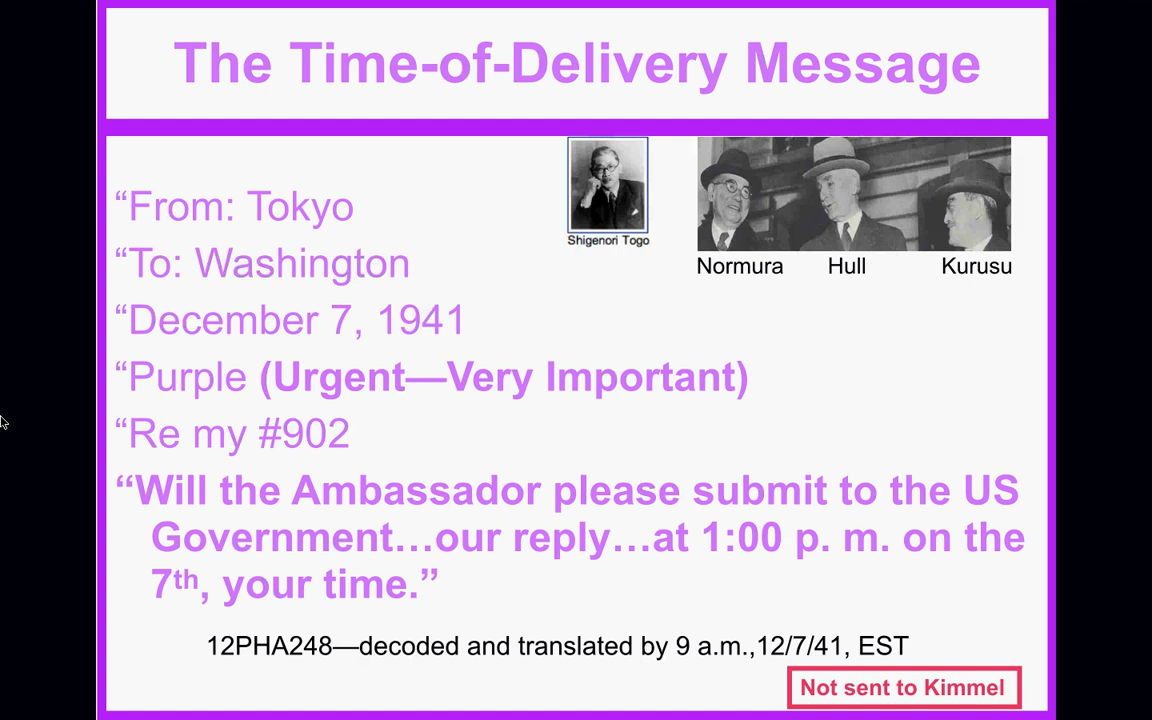 The Time-of-Delivery Message
Shigenori Togo
Normura Hull Kurusu
“From: Tokyo
“To: Washington
“December 7, 1941
“Purple (Urgent—Very Important)
“Re my #902
“Will the Ambassador please submit to the US
Government…our reply…at 1:00 p. m. on the
7th, your time.”
12PHA248—decoded and translated by 9 a.m.,12/7/41, EST
Not sent to Kimmel